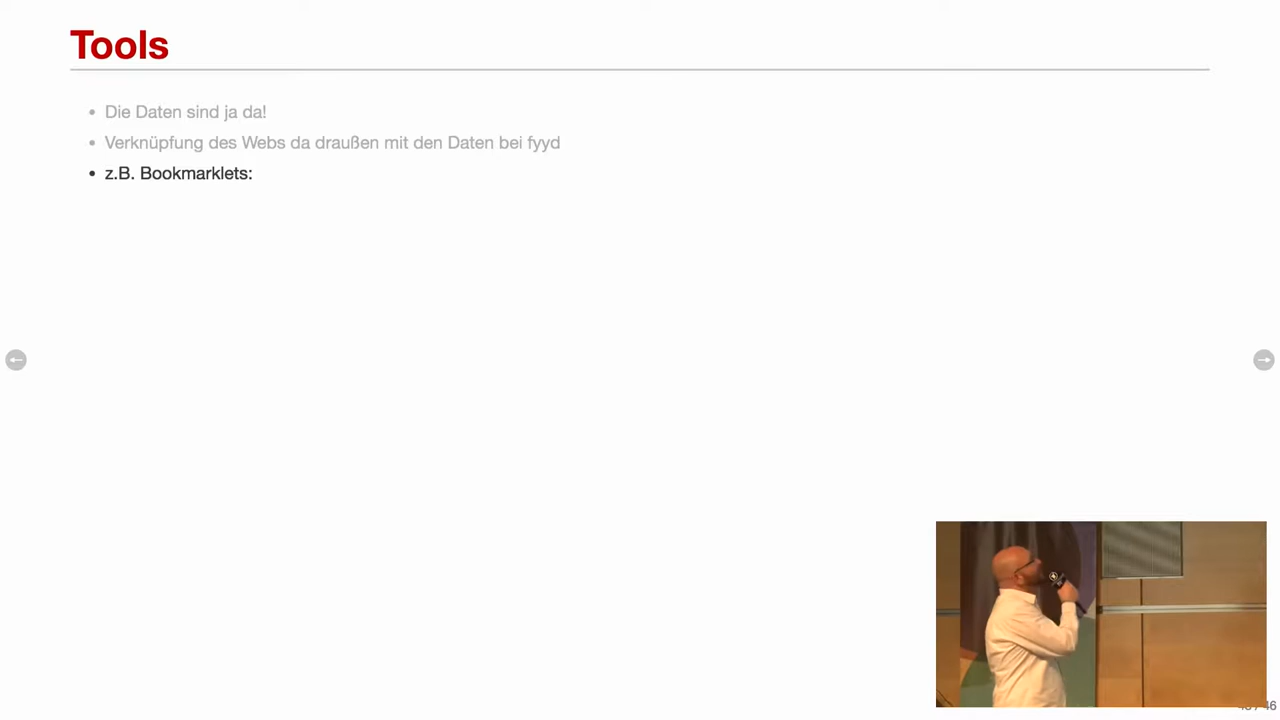 Tools
Die Daten sind ja da!
Verknüpfung des Webs da draußen mit den Daten bei fyyd
z.B. Bookmarklets: